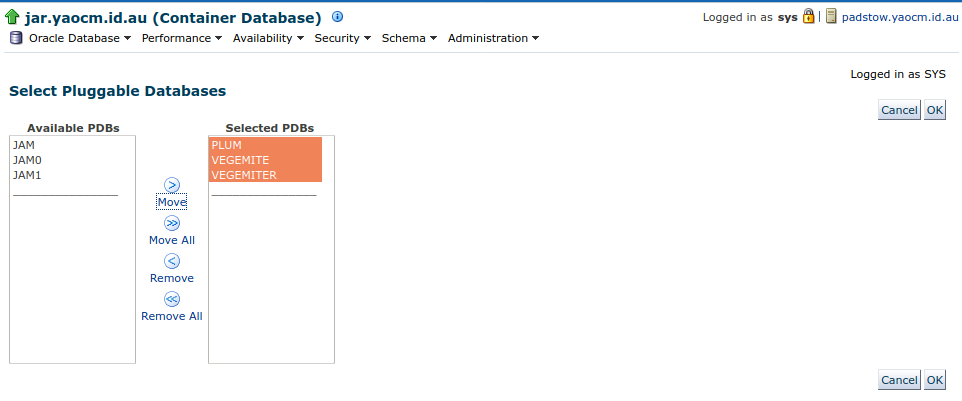 jar.yaocm.id.au (Container Database)
Logged in as sys | padstow.yaocm.id.au
Oracle Database Performance Availability Security Schema Administration
Logged in as SYS
Select Pluggable Databases
Cancel OK
Available PDBs
JAM
JAM0
JAM1
>
Move
>>
Move All
<
Remove
<<
Remove All
Selected PDBs
PLUM
VEGEMITE
VEGEMITER
Cancel OK